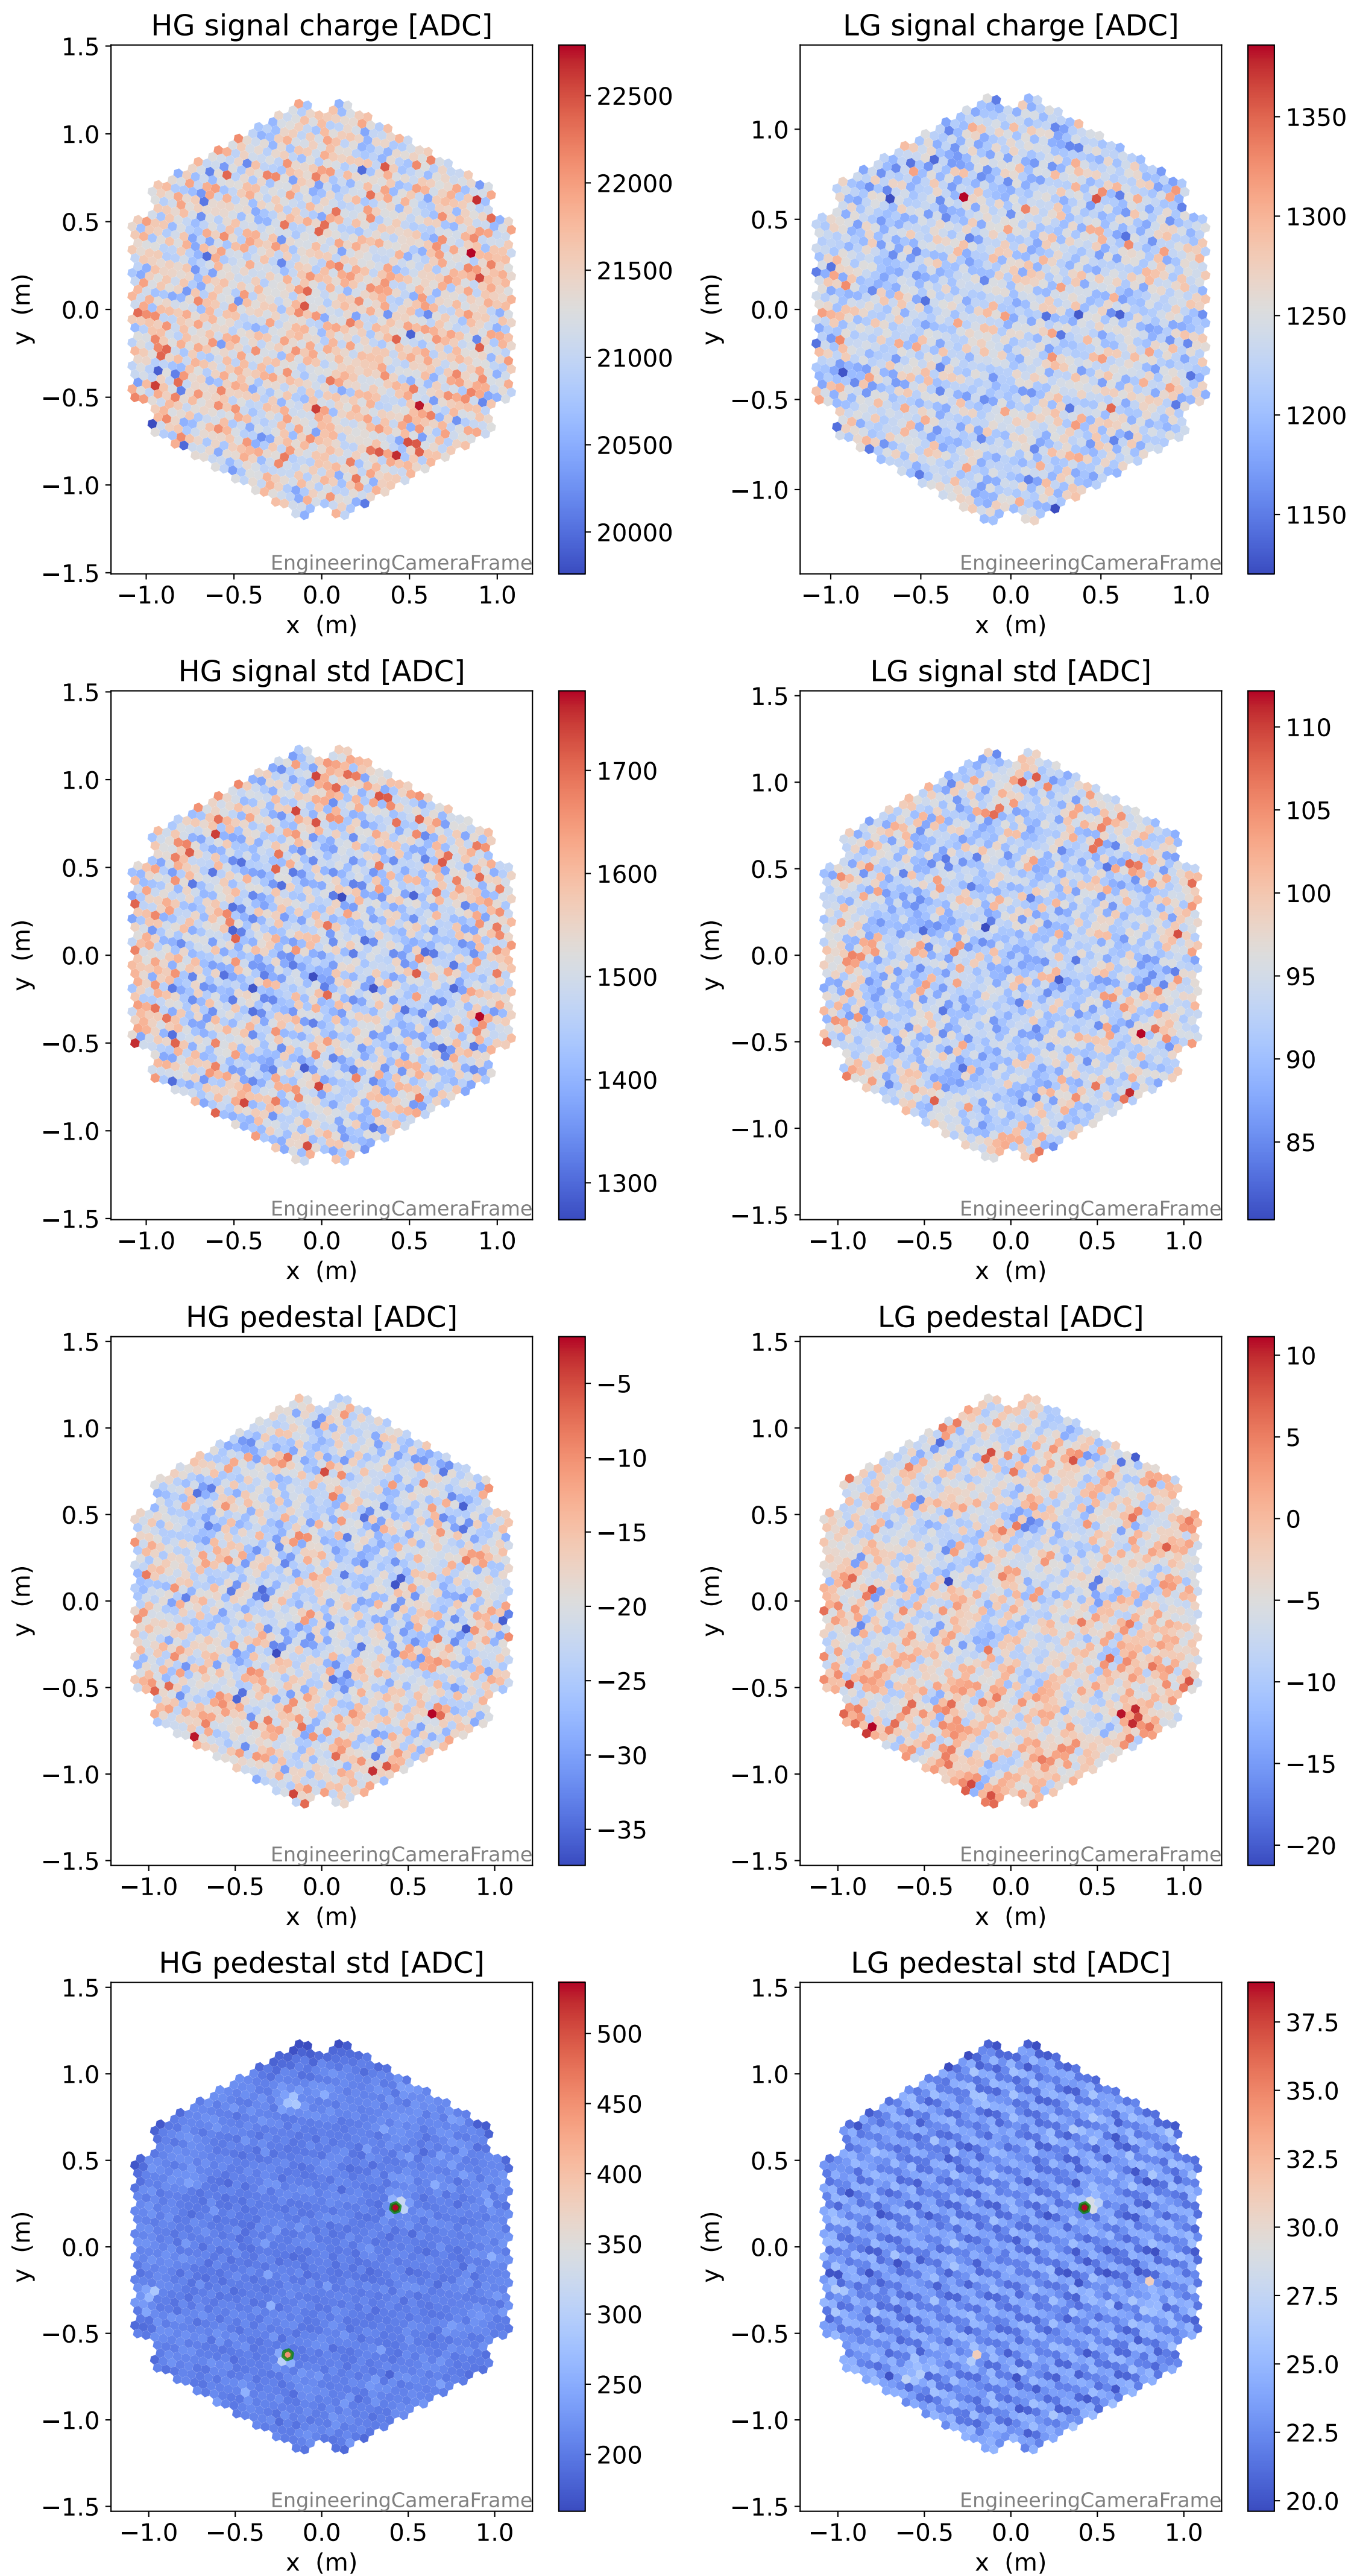 HG signal charge [ADC]
1.5
1.0
0.5
0.0
−0.5
−1.0
−1.5
y (m)
−1.0 −0.5 0.0 0.5 1.0
x (m)
EngineeringCameraFrame
22500
22000
21500
21000
20500
20000
LG signal charge [ADC]
1.0
0.5
0.0
−0.5
−1.0
y (m)
−1.0 −0.5 0.0 0.5 1.0
x (m)
EngineeringCameraFrame
1350
1300
1250
1200
1150
HG signal std [ADC]
1.5
1.0
0.5
0.0
−0.5
−1.0
−1.5
y (m)
−1.0 −0.5 0.0 0.5 1.0
x (m)
EngineeringCameraFrame
1700
1600
1500
1400
1300
LG signal std [ADC]
1.5
1.0
0.5
0.0
−0.5
−1.0
−1.5
y (m)
−1.0 −0.5 0.0 0.5 1.0
x (m)
EngineeringCameraFrame
110
105
100
95
90
85
HG pedestal [ADC]
1.5
1.0
0.5
0.0
−0.5
−1.0
−1.5
y (m)
−1.0 −0.5 0.0 0.5 1.0
x (m)
EngineeringCameraFrame
−5
−10
−15
−20
−25
−30
−35
LG pedestal [ADC]
1.5
1.0
0.5
0.0
−0.5
−1.0
−1.5
y (m)
−1.0 −0.5 0.0 0.5 1.0
x (m)
EngineeringCameraFrame
10
5
0
−5
−10
−15
−20
HG pedestal std [ADC]
1.5
1.0
0.5
0.0
−0.5
−1.0
−1.5
y (m)
−1.0 −0.5 0.0 0.5 1.0
x (m)
EngineeringCameraFrame
500
450
400
350
300
250
200
LG pedestal std [ADC]
1.5
1.0
0.5
0.0
−0.5
−1.0
−1.5
y (m)
−1.0 −0.5 0.0 0.5 1.0
x (m)
EngineeringCameraFrame
37.5
35.0
32.5
30.0
27.5
25.0
22.5
20.0